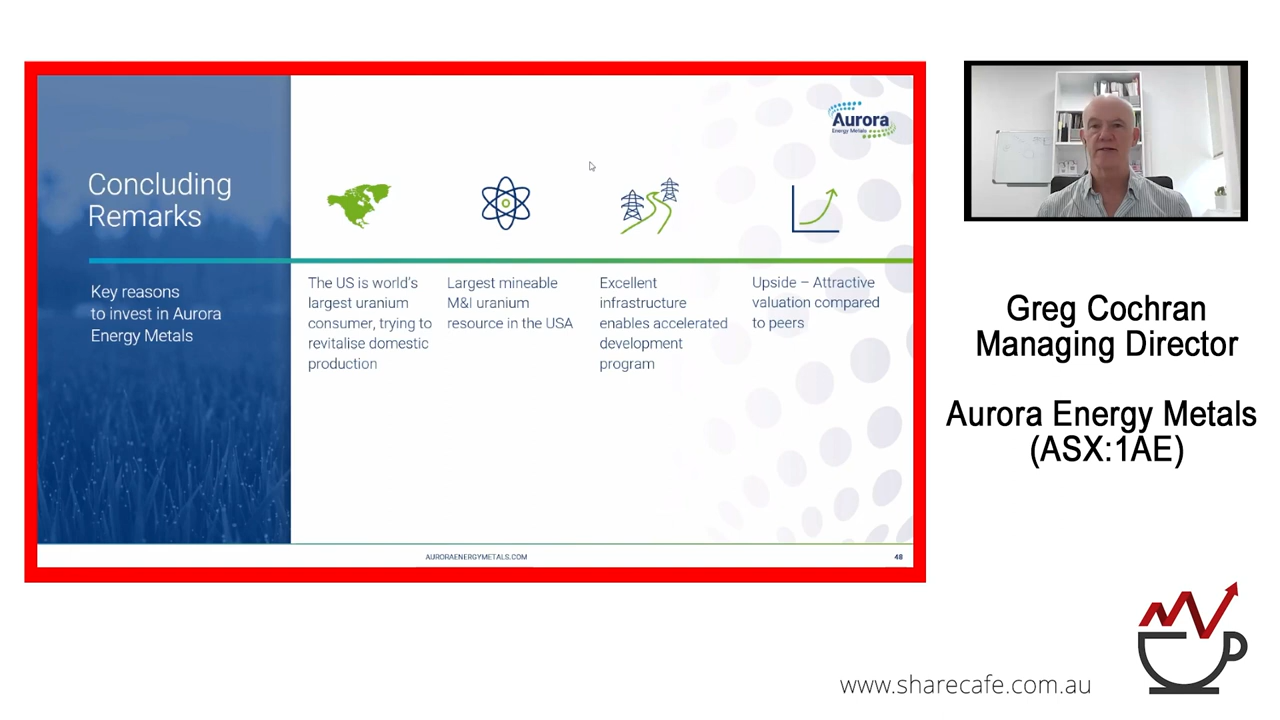 Aurora
Energy Metals
Concluding
Remarks
Key reasons
to invest in Aurora
Energy Metals
The US is world's
largest uranium
consumer, trying to
revitalise domestic
production
Largest mineable
M&I uranium
resource in the USA
Excellent
infrastructure
enables accelerated
development
program
Upside – Attractive
valuation compared
to peers
AURORAENERGYMETALS.COM
48
Greg Cochran
Managing Director
Aurora Energy Metals
(ASX:1AE)
www.sharecafe.com.au